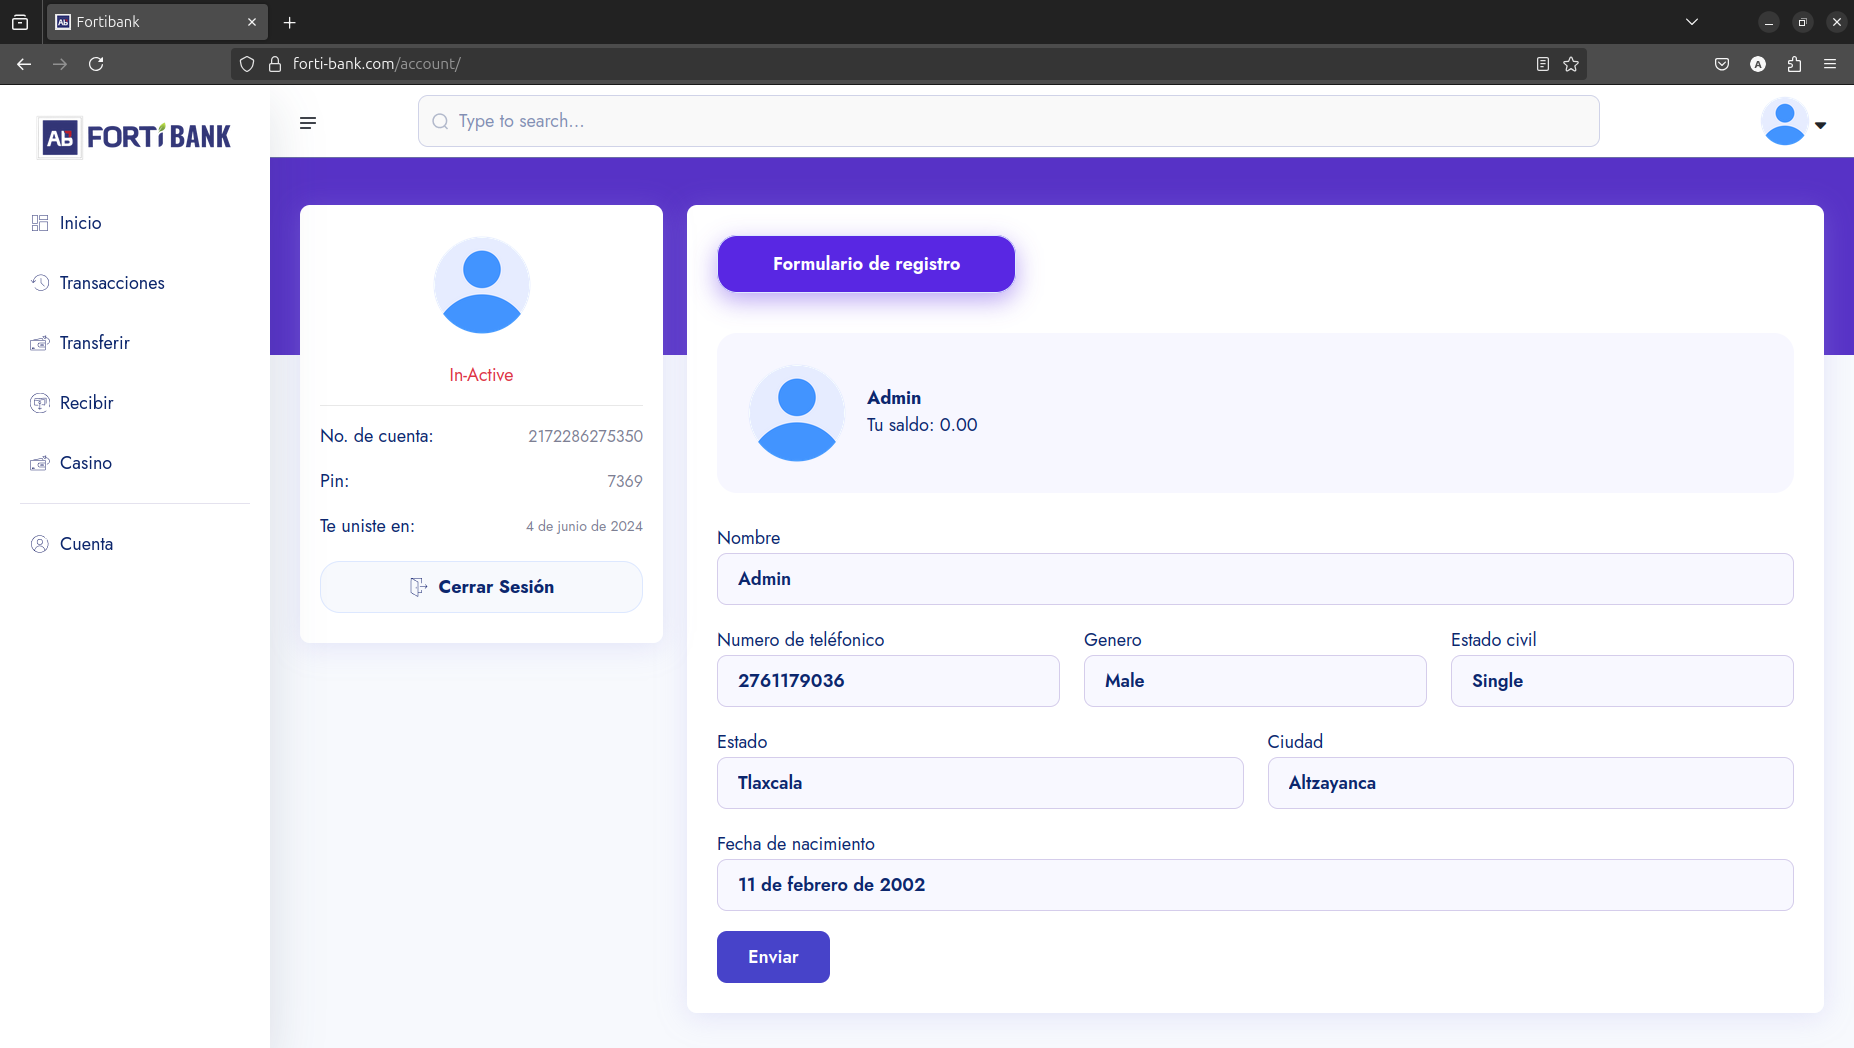 Fortibank
forti-bank.com/account/
A
Ab FORTIBANK
Type to search...
Inicio
Transacciones
Transferir
Recibir
Casino
Cuenta
In-Active
No. de cuenta: 2172286275350
Pin: 7369
Te uniste en: 4 de junio de 2024
Cerrar Sesión
Formulario de registro
Admin
Tu saldo: 0.00
Nombre
Admin
Numero de teléfonico Genero Estado civil
2761179036 Male Single
Estado Ciudad
Tlaxcala Altzayanca
Fecha de nacimiento
11 de febrero de 2002
Enviar